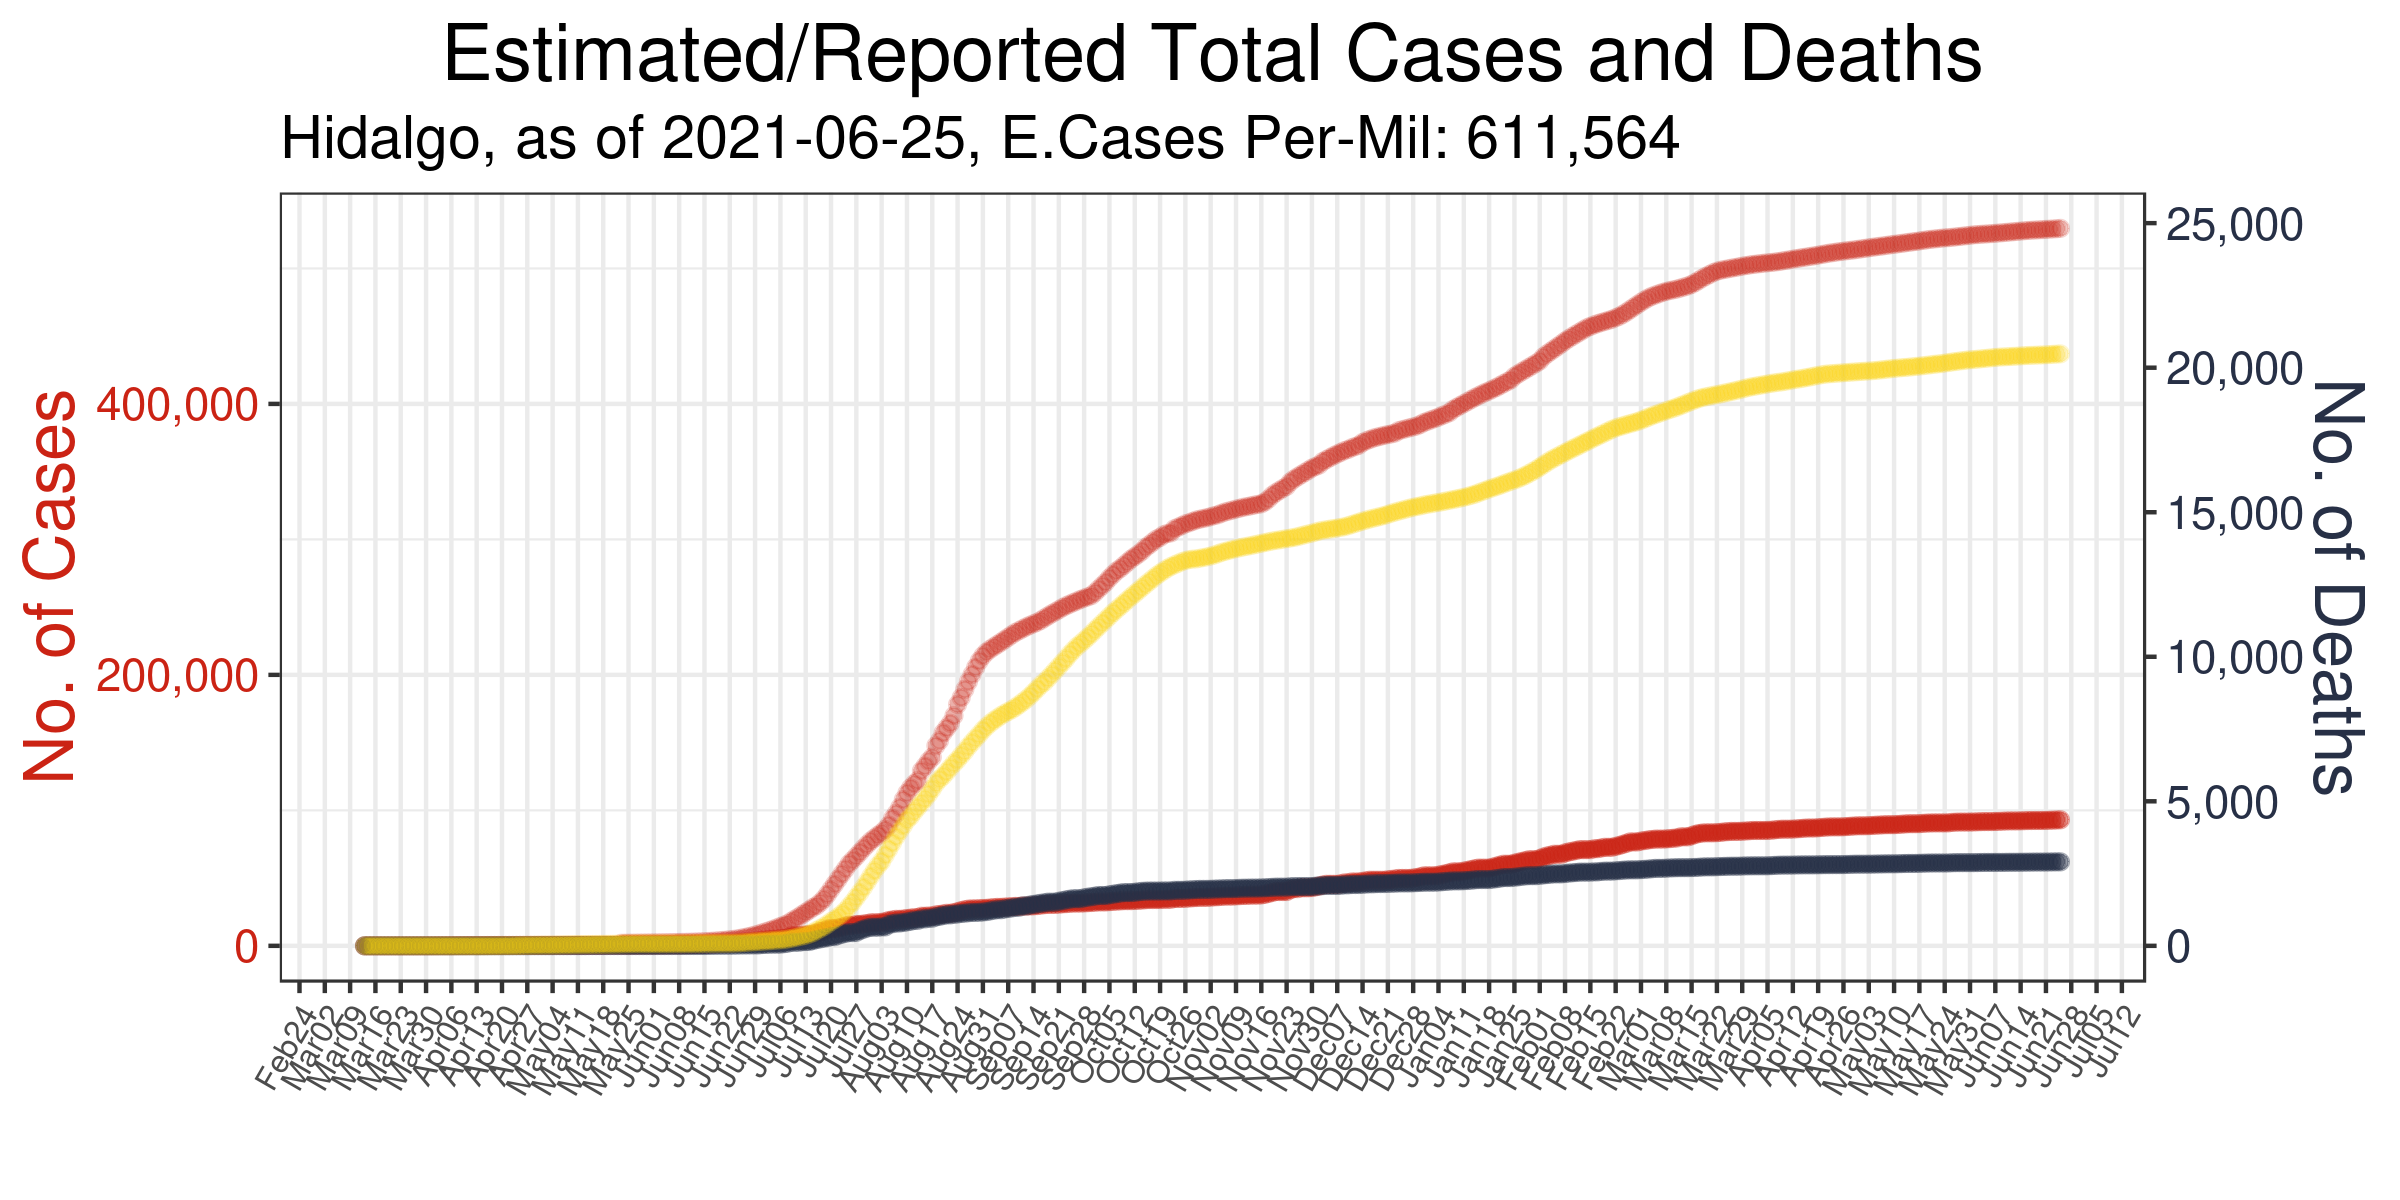 Estimated/Reported Total Cases and Deaths
Hidalgo, as of 2021-06-25, E.Cases Per-Mil: 611,564
No. of Cases
400,000
200,000
0
25,000
20,000
15,000
10,000
5,000
0
No. of Deaths
Feb24
Mar02
Mar09
Mar16
Mar23
Mar30
Apr06
Apr13
Apr20
Apr27
May04
May11
May18
May25
Jun01
Jun08
Jun15
Jun22
Jun29
Jul06
Jul13
Jul20
Jul27
Aug03
Aug10
Aug17
Aug24
Aug31
Sep07
Sep14
Sep21
Sep28
Oct05
Oct12
Oct19
Oct26
Nov02
Nov09
Nov16
Nov23
Nov30
Dec07
Dec14
Dec21
Dec28
Jan04
Jan11
Jan18
Jan25
Feb01
Feb08
Feb15
Feb22
Mar01
Mar08
Mar15
Mar22
Mar29
Apr05
Apr12
Apr19
Apr26
May03
May10
May17
May24
May31
Jun07
Jun14
Jun21
Jun28
Jul05
Jul12